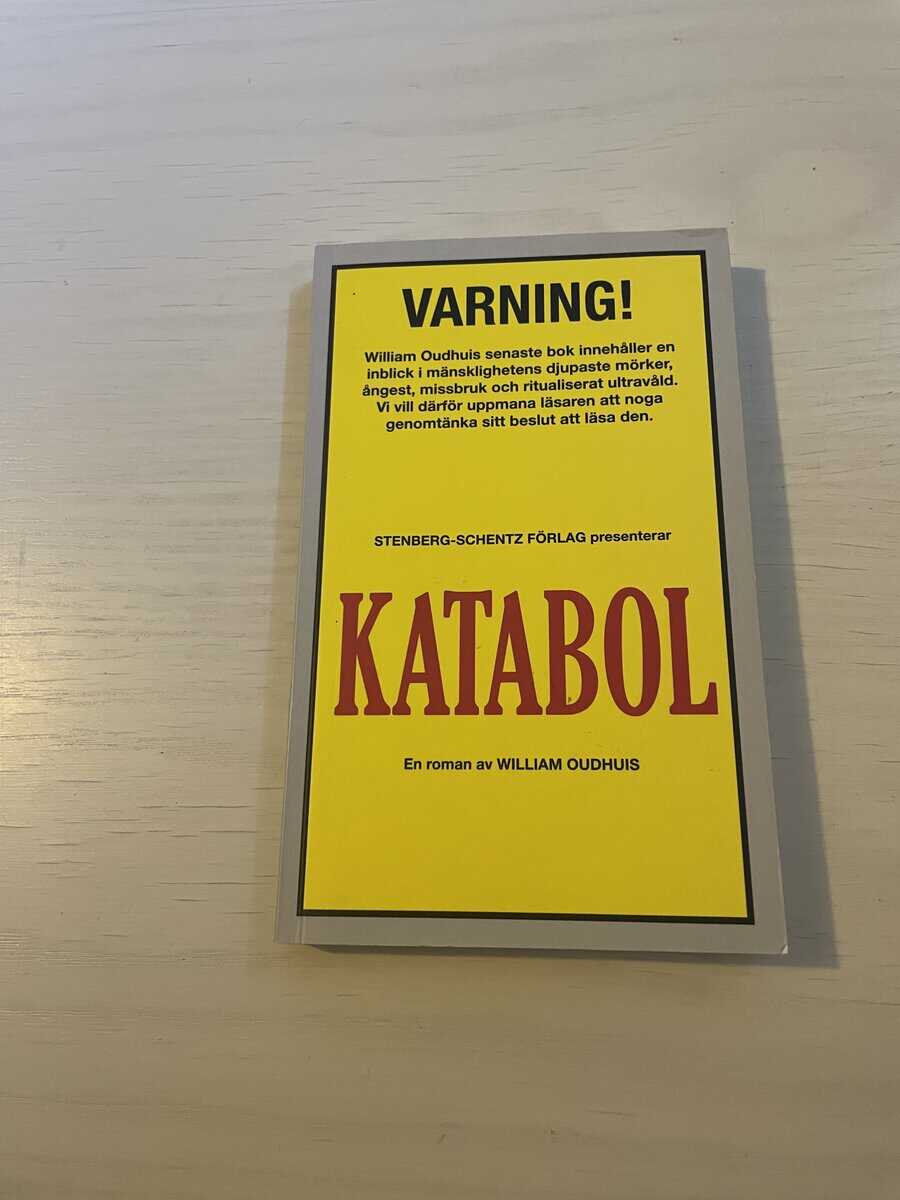 VARNING!
William Oudhuis senaste bok innehåller en
inblick i mänsklighetens djupaste mörker,
ångest, missbruk och ritualiserat ultravåld.
Vi vill därför uppmana läsaren att noga
genomtänka sitt beslut att läsa den.
STENBERG-SCHENTZ FÖRLAG presenterar
KATABOL
En roman av WILLIAM OUDHUIS